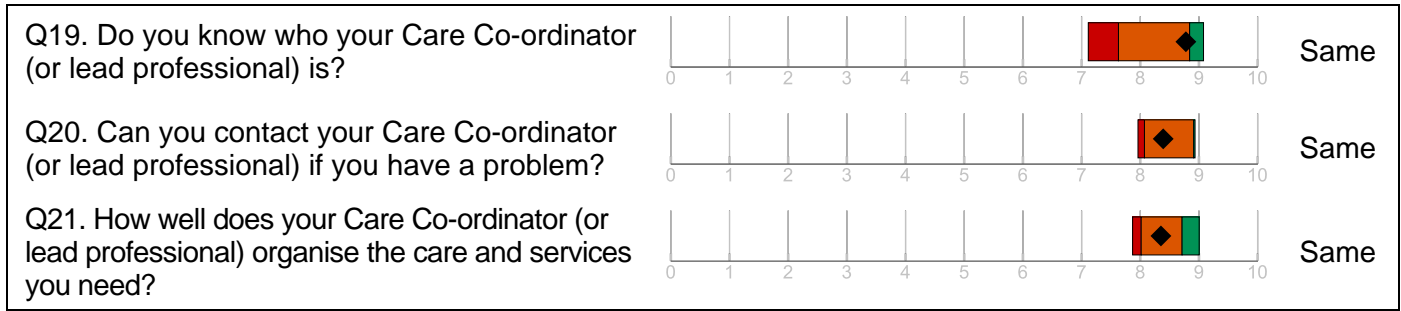 Q19. Do you know who your Care Co-ordinator
(or lead professional) is?
0 1 2 3 4 5 6 7 8 9 10
Same
Q20. Can you contact your Care Co-ordinator
(or lead professional) if you have a problem?
0 1 2 3 4 5 6 7 8 9 10
Same
Q21. How well does your Care Co-ordinator (or
lead professional) organise the care and services
you need?
0 1 2 3 4 5 6 7 8 9 10
Same